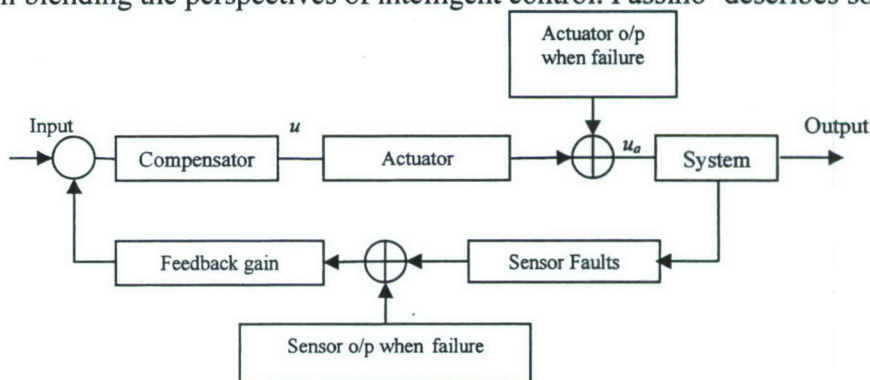 blending the perspectives of intelligent control. Passino describes
Actuator o/p
when failure
Input
u
Output
Compensator
Actuator
u_a
System
Feedback gain
Sensor Faults
Sensor o/p when failure